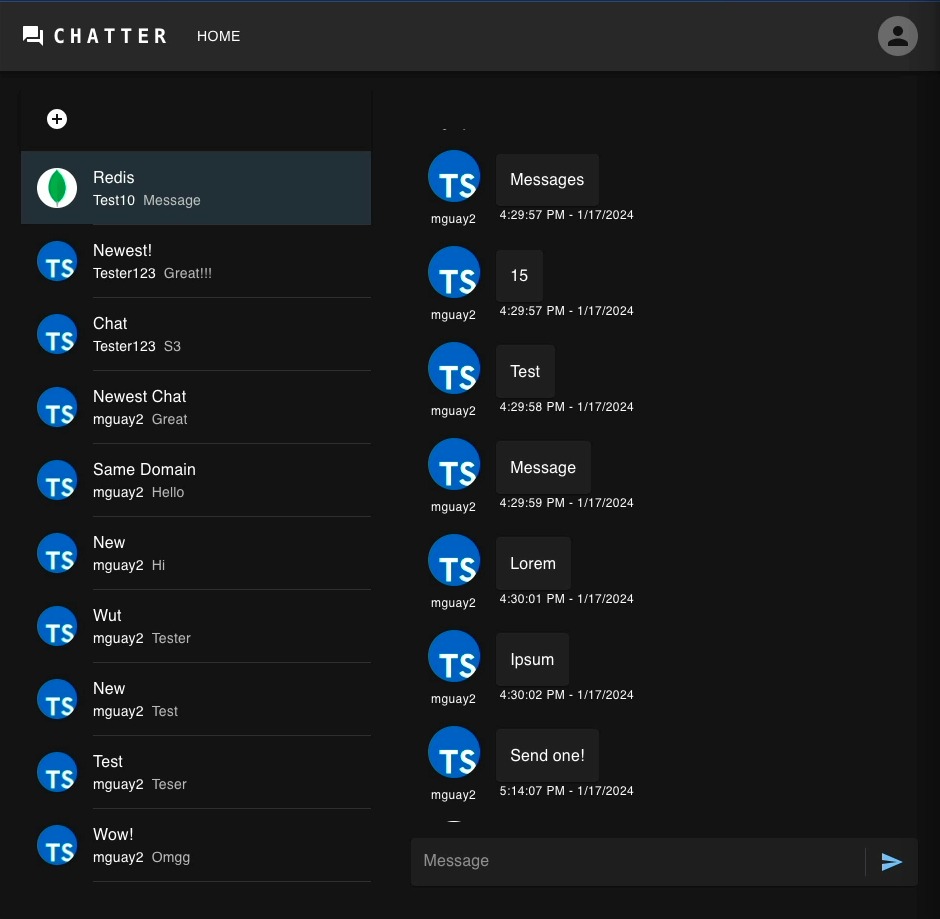 CHATTER HOME
Redis
Test10 Message
TS Newest!
Tester123 Great!!!
TS Chat
Tester123 S3
TS Newest Chat
mguay2 Great
TS Same Domain
mguay2 Hello
TS New
mguay2 Hi
TS Wut
mguay2 Tester
TS New
mguay2 Test
TS Test
mguay2 Teser
TS Wow!
mguay2 Omgg
TS Messages
mguay2 4:29:57 PM - 1/17/2024
TS 15
mguay2 4:29:57 PM - 1/17/2024
TS Test
mguay2 4:29:58 PM - 1/17/2024
TS Message
mguay2 4:29:59 PM - 1/17/2024
TS Lorem
mguay2 4:30:01 PM - 1/17/2024
TS Ipsum
mguay2 4:30:02 PM - 1/17/2024
TS Send one!
mguay2 5:14:07 PM - 1/17/2024
Message